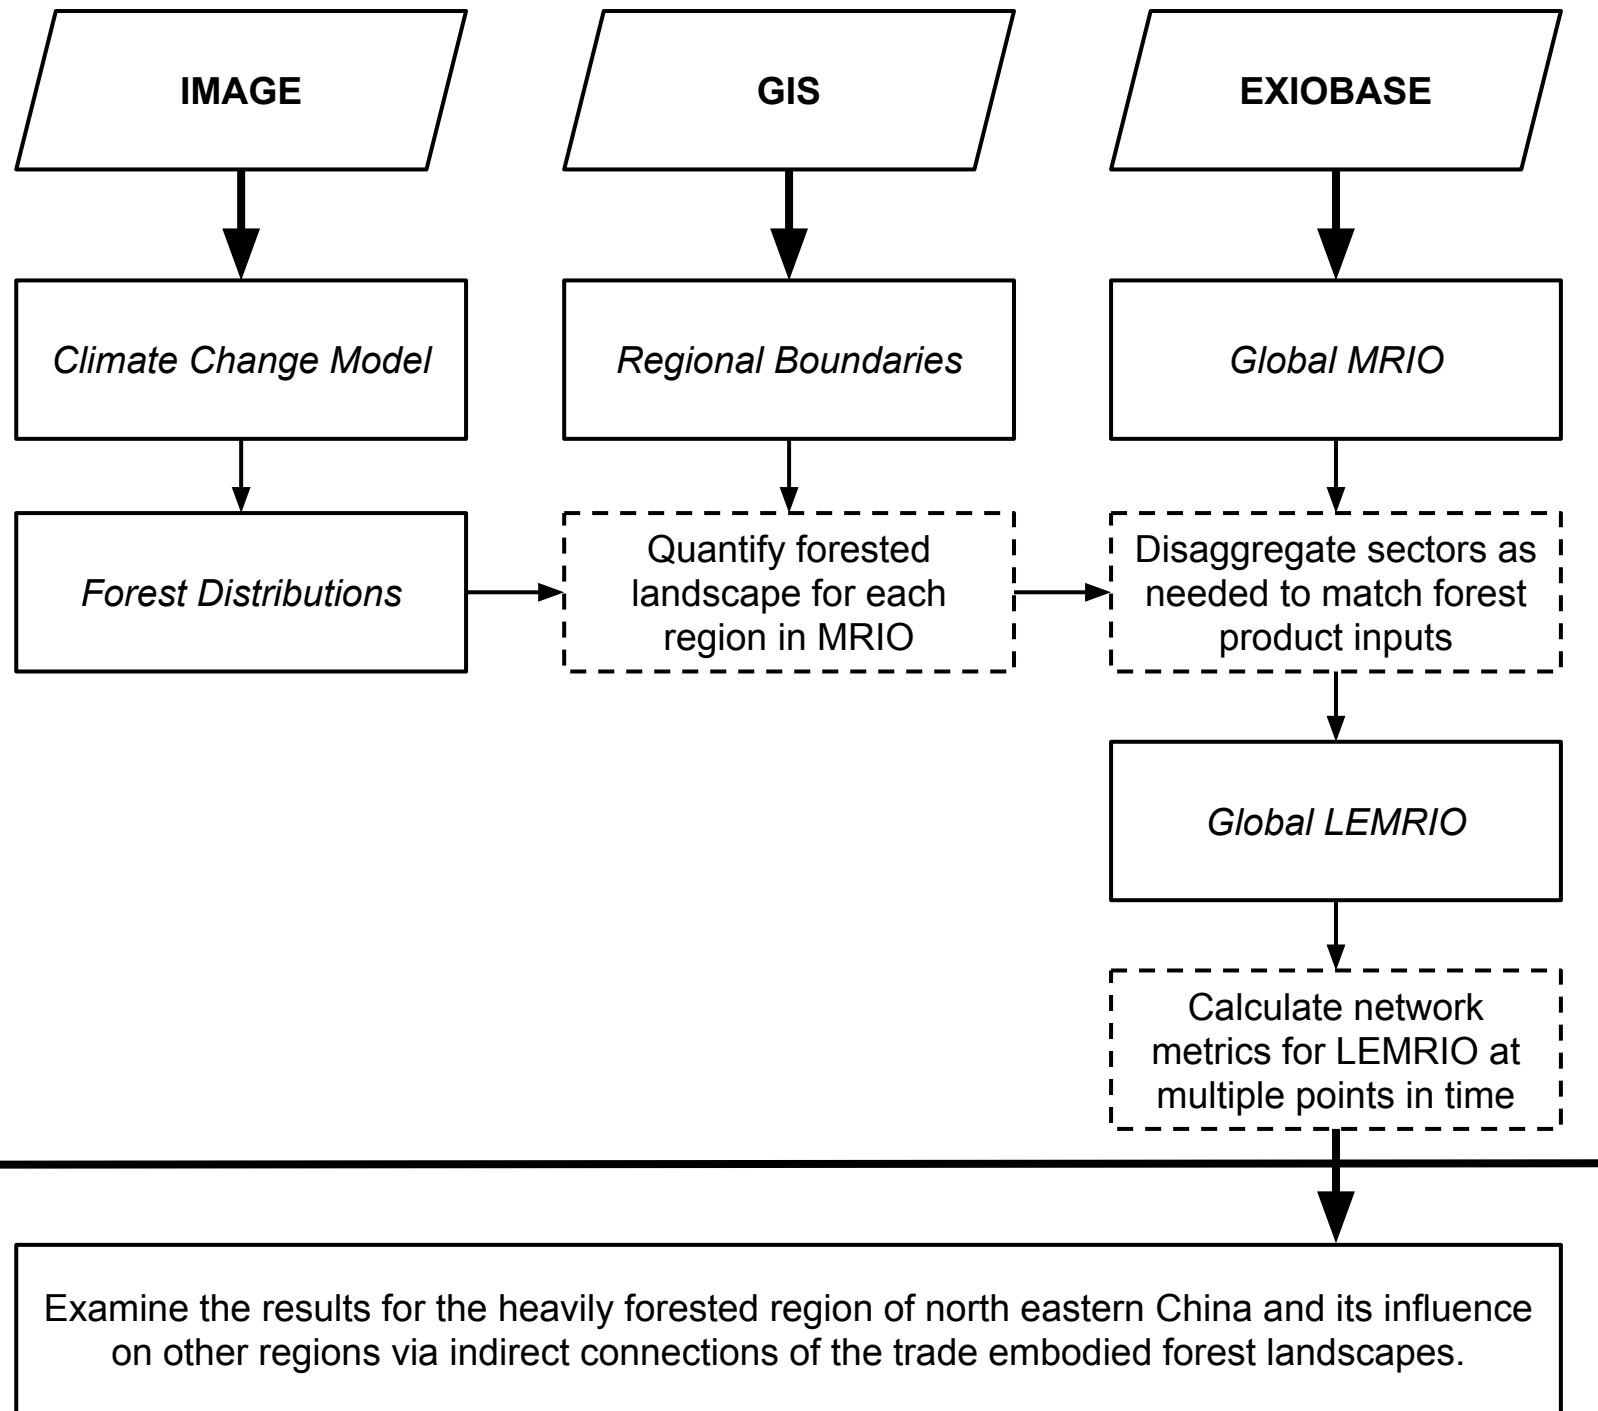 IMAGE
GIS
EXIOBASE
Climate Change Model
Regional Boundaries
Global MRIO
Forest Distributions
Quantify forested
landscape for each
region in MRIO
Disaggregate sectors as
needed to match forest
product inputs
Global LEMRIO
Calculate network
metrics for LEMRIO at
multiple points in time
Examine the results for the heavily forested region of north eastern China and its influence
on other regions via indirect connections of the trade embodied forest landscapes.